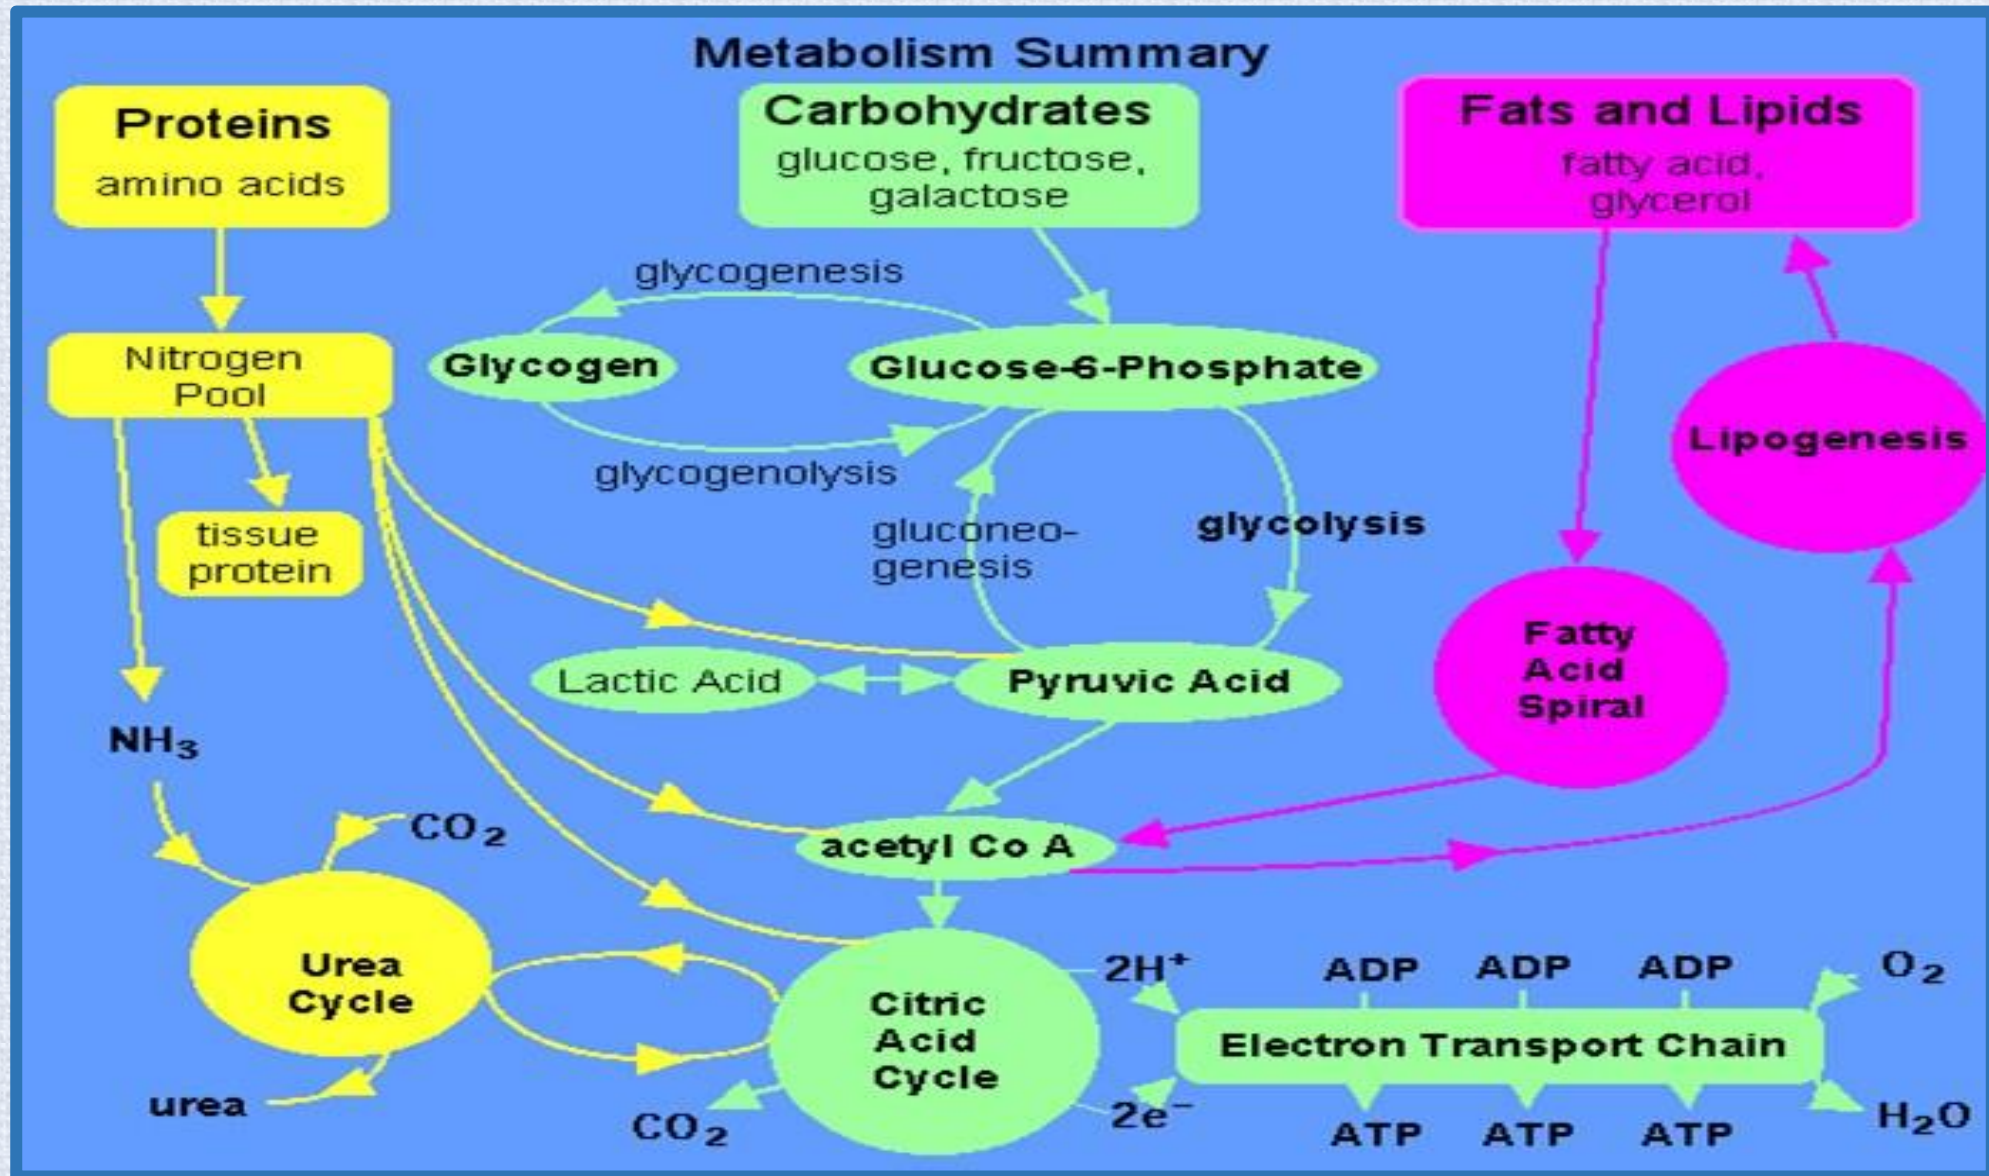 Metabolism Summary
Proteins
amino acids
Carbohydrates
glucose, fructose,
galactose
Fats and Lipids
fatty acid,
glycerol
glycogenesis
Nitrogen
Pool
Glycogen
Glucose-6-Phosphate
Lipogenesis
glycogenolysis
tissue
protein
gluconeo-
genesis
glycolysis
Fatty
Acid
Spiral
Lactic Acid
Pyruvic Acid
NH₃
CO₂
acetyl Co A
Urea
Cycle
urea
Citric
Acid
Cycle
CO₂
2H⁺
2e⁻
ADP ADP ADP
O₂
Electron Transport Chain
ATP ATP ATP
H₂O